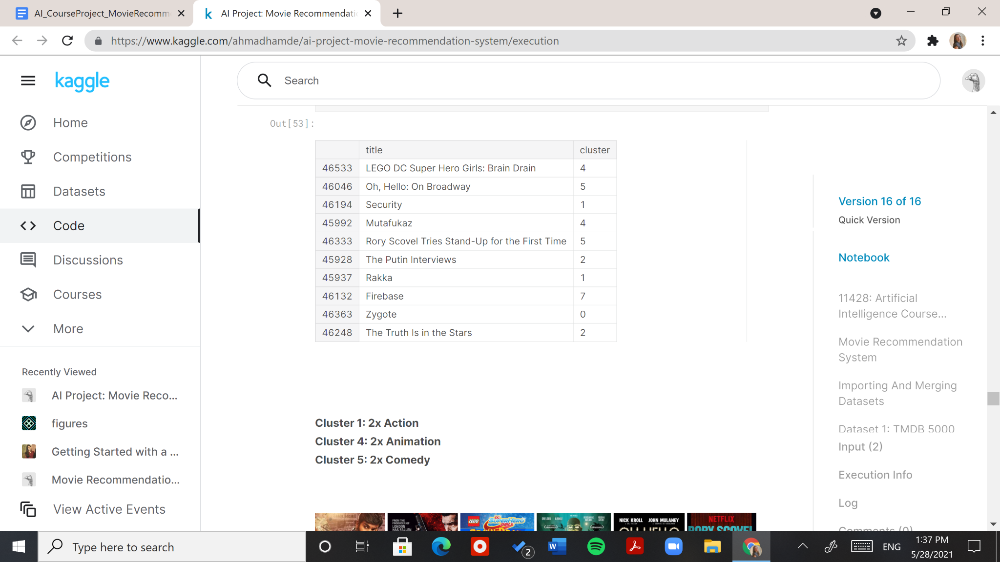 AI_CourseProject_MovieRecomm
AI Project: Movie Recommendati
https://www.kaggle.com/ahmadhamde/ai-project-movie-recommendation-system/execution
kaggle
Search
Home
Competitions
Datasets
Code
Discussions
Courses
More
Recently Viewed
AI Project: Movie Reco...
figures
Getting Started with a ...
Movie Recommendatio...
View Active Events
Out[53]:
title cluster
46533 LEGO DC Super Hero Girls: Brain Drain 4
46046 Oh, Hello: On Broadway 5
46194 Security 1
45992 Mutafukaz 4
46333 Rory Scovel Tries Stand-Up for the First Time 5
45928 The Putin Interviews 2
45937 Rakka 1
46132 Firebase 7
46363 Zygote 0
46248 The Truth Is in the Stars 2
Cluster 1: 2x Action
Cluster 4: 2x Animation
Cluster 5: 2x Comedy
FROM THE
PRODUCER OF
LONDON
HAS FALLEN
LEGO
DC
SUPERHERO
GIRLS
NICK KROLL JOHN MULANEY
OH, HELLO
NETFLIX
RORY SCOVEL
Version 16 of 16
Quick Version
Notebook
11428: Artificial
Intelligence Course...
Movie Recommendation
System
Importing And Merging
Datasets
Dataset 1: TMDB 5000
Input (2)
Execution Info
Log
Comments (0)
Type here to search
2
W
ENG
1:37 PM
5/28/2021